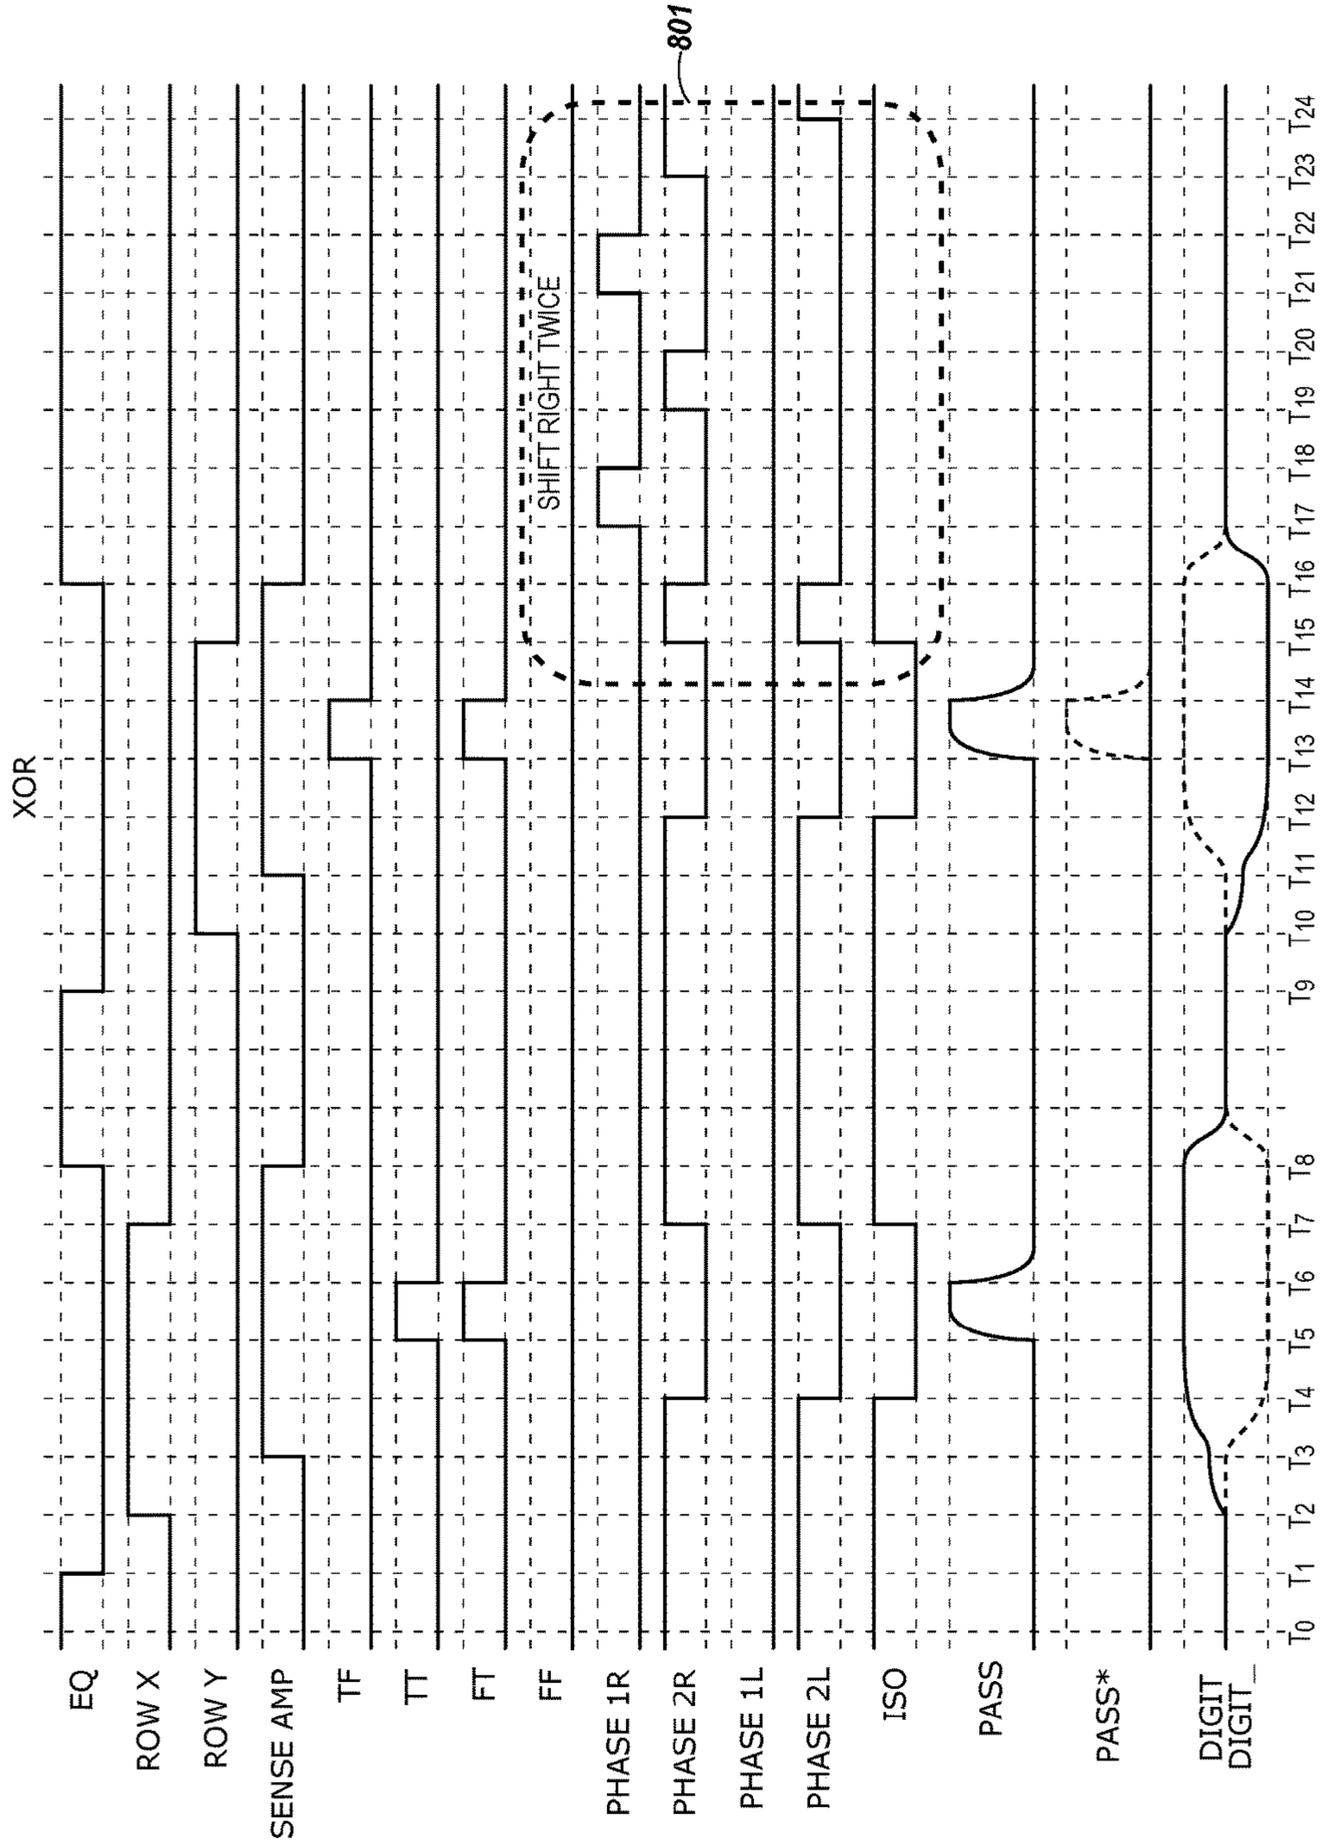 XOR
EQ
ROW X
ROW Y
SENSE AMP
TF
TT
FT
FF
PHASE 1R
PHASE 2R
PHASE 1L
PHASE 2L
ISO
PASS
PASS*
DIGIT
DIGIT_
SHIFT RIGHT TWICE
801
T0 T1 T2 T3 T4 T5 T6 T7 T8 T9 T10 T11 T12 T13 T14 T15 T16 T17 T18 T19 T20 T21 T22 T23 T24